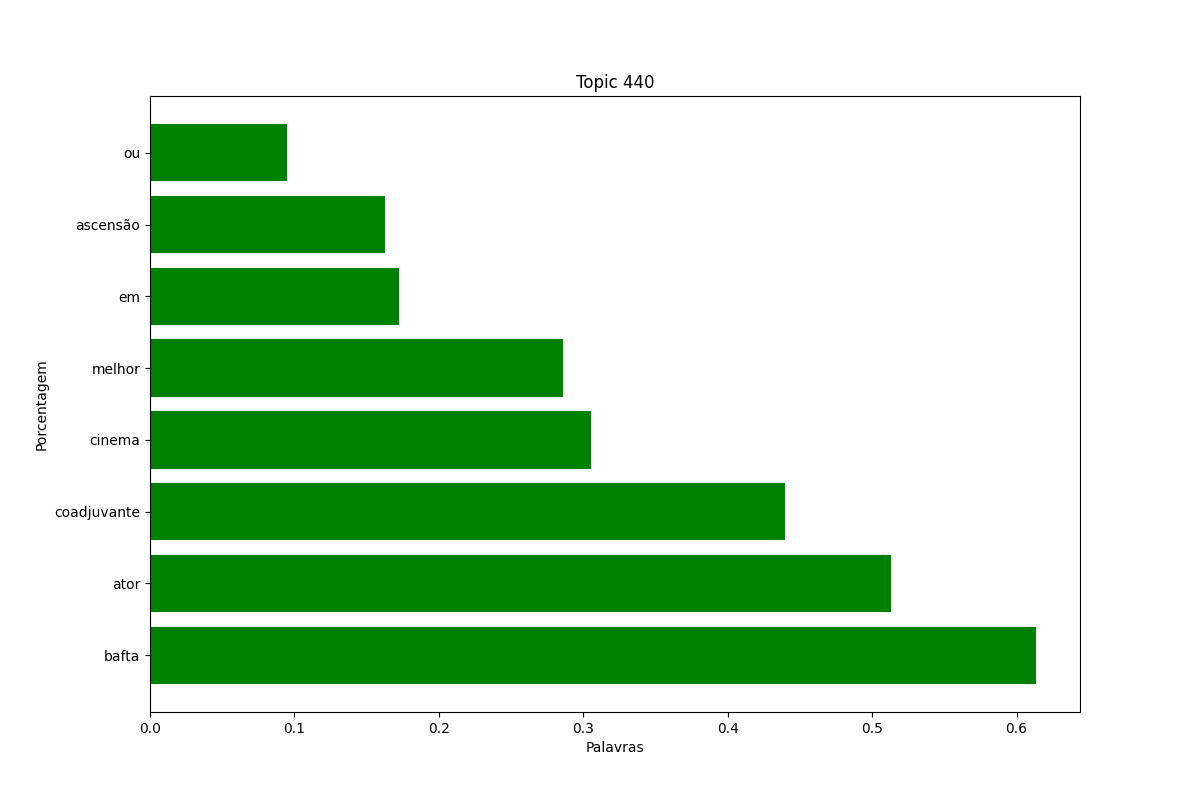 Topic 440
ou
ascensão
em
melhor
cinema
coadjuvante
ator
bafta
Porcentagem
0.0 0.1 0.2 0.3 0.4 0.5 0.6
Palavras